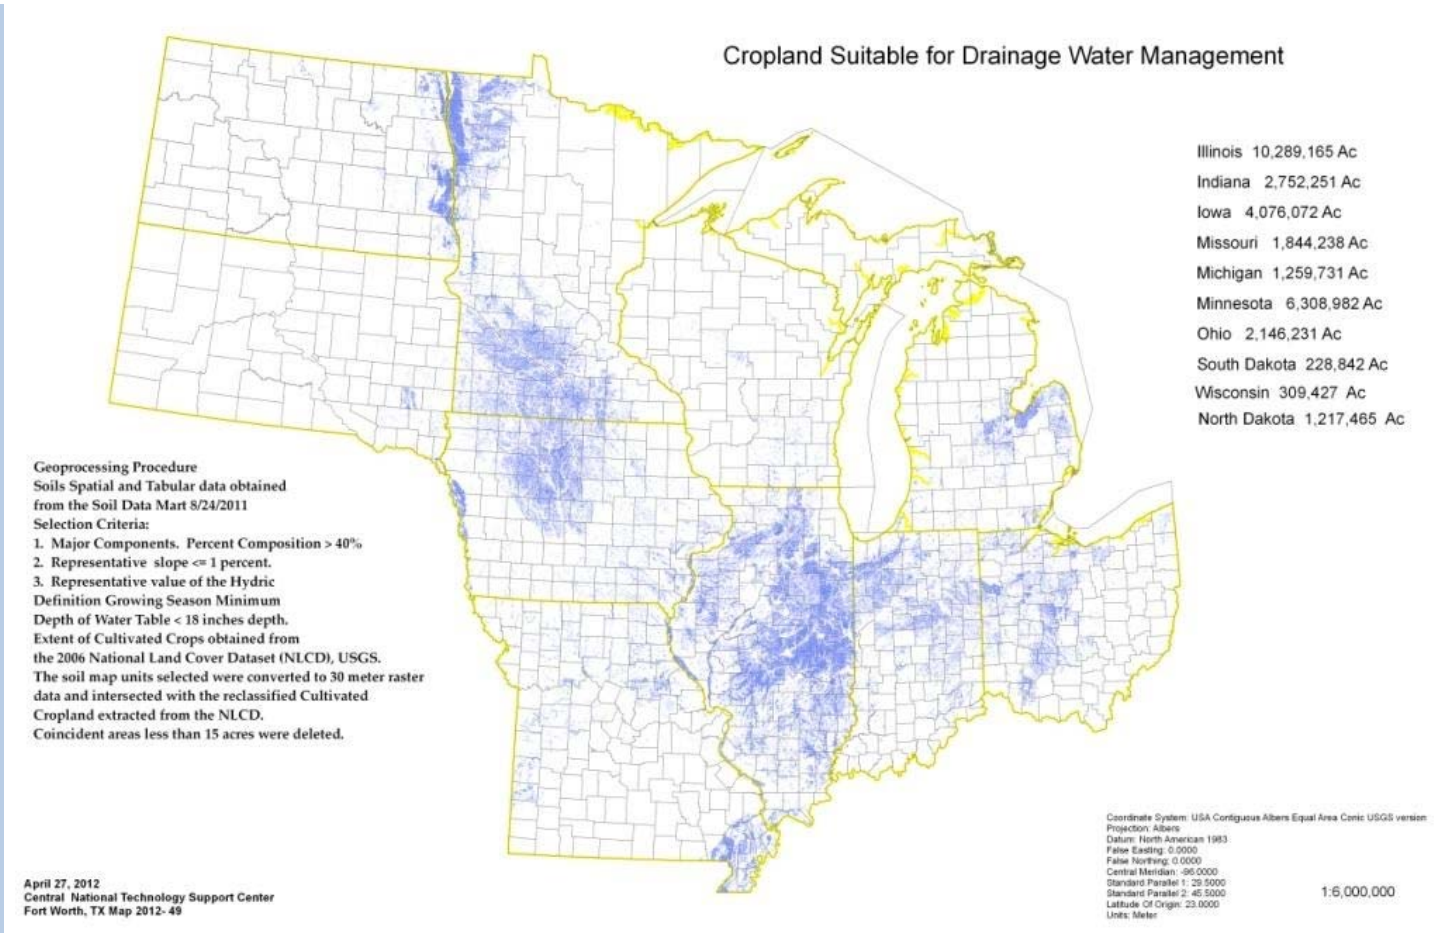 Cropland Suitable for Drainage Water Management
Illinois 10,289,165 Ac
Indiana 2,752,251 Ac
Iowa 4,076,072 Ac
Missouri 1,844,238 Ac
Michigan 1,259,731 Ac
Minnesota 6,308,982 Ac
Ohio 2,146,231 Ac
South Dakota 228,842 Ac
Wisconsin 309,427 Ac
North Dakota 1,217,465 Ac
Geoprocessing Procedure
Soils Spatial and Tabular data obtained
from the Soil Data Mart 8/24/2011
Selection Criteria:
1. Major Components. Percent Composition > 40%
2. Representative slope <= 1 percent.
3. Representative value of the Hydric
Definition Growing Season Minimum
Depth of Water Table < 18 inches depth.
Extent of Cultivated Crops obtained from
the 2006 National Land Cover Dataset (NLCD), USGS.
The soil map units selected were converted to 30 meter raster
data and intersected with the reclassified Cultivated
Cropland extracted from the NLCD.
Coincident areas less than 15 acres were deleted.
April 27, 2012
Central National Technology Support Center
Fort Worth, TX Map 2012- 49
Coordinate System: USA Contiguous Albers Equal Area Conic USGS version
Projection: Albers
Datum: North American 1983
False Easting: 0.0000
False Northing: 0.0000
Central Meridian: -96.0000
Standard Parallel 1: 29.5000
Standard Parallel 2: 45.5000
Latitude Of Origin: 23.0000
Units: Meter
1:6,000,000